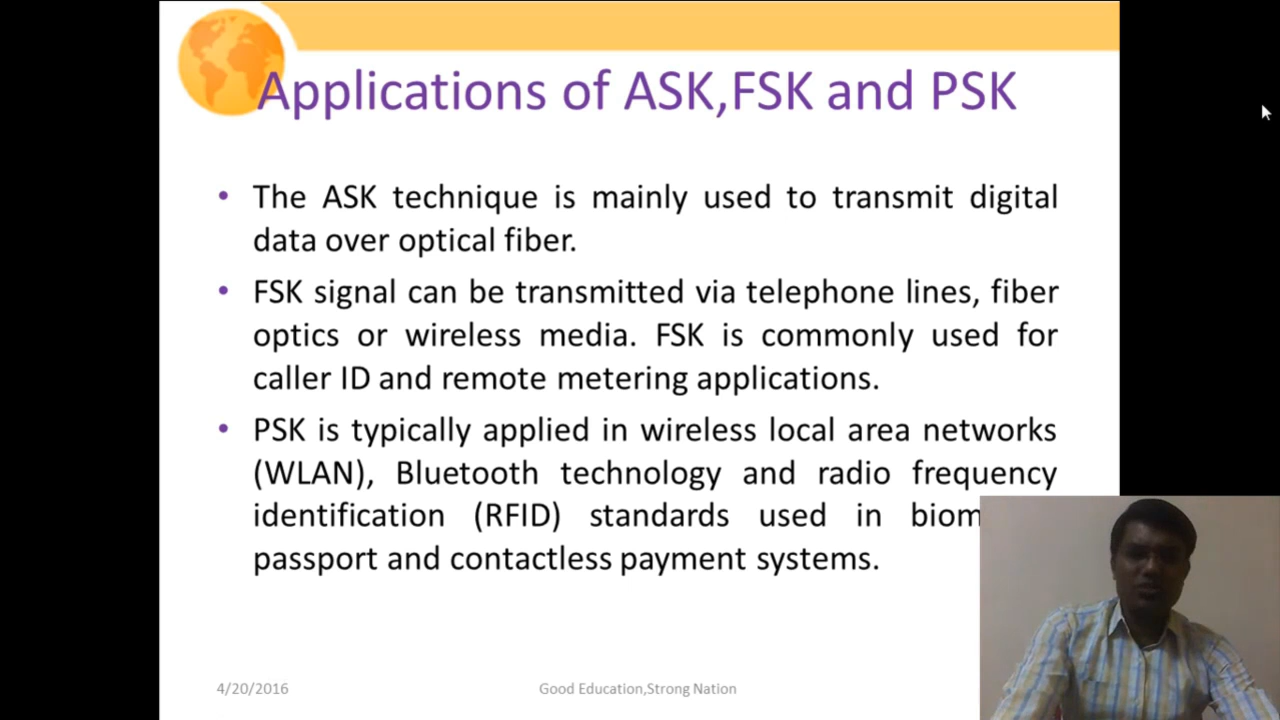 Applications of ASK,FSK and PSK
• The ASK technique is mainly used to transmit digital
data over optical fiber.
• FSK signal can be transmitted via telephone lines, fiber
optics or wireless media. FSK is commonly used for
caller ID and remote metering applications.
• PSK is typically applied in wireless local area networks
(WLAN), Bluetooth technology and radio frequency
identification (RFID) standards used in
passport and contactless payment systems.
4/20/2016
Good Education,Strong Nation